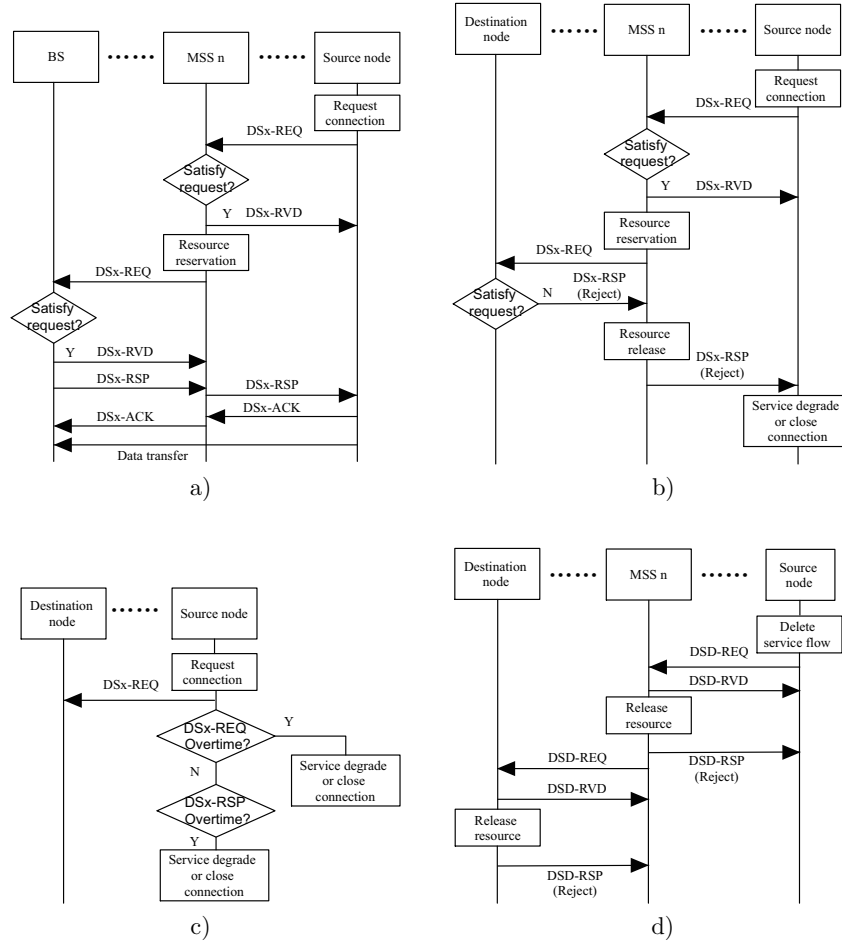 BS
MSS n
Source node
Request
connection
DSx-REQ
Satisfy
request?
Y
DSx-RVD
Resource
reservation
DSx-REQ
Satisfy
request?
Y
DSx-RVD
DSx-RSP
DSx-RSP
DSx-ACK
DSx-ACK
Data transfer
a)
Destination
node
MSS n
Source node
Request
connection
DSx-REQ
Satisfy
request?
Y
DSx-RVD
Resource
reservation
DSx-REQ
Satisfy
request?
N
DSx-RSP
(Reject)
Resource
release
DSx-RSP
(Reject)
Service degrade
or close
connection
b)
Destination
node
Source node
Request
connection
DSx-REQ
DSx-REQ
Overtime?
Y
Service degrade
or close
connection
N
DSx-RSP
Overtime?
Y
Service degrade
or close
connection
c)
Destination
node
MSS n
Source
node
Delete
service flow
DSD-REQ
DSD-RVD
Release
resource
DSD-REQ
DSD-RSP
(Reject)
DSD-RVD
Release
resource
DSD-RSP
(Reject)
d)